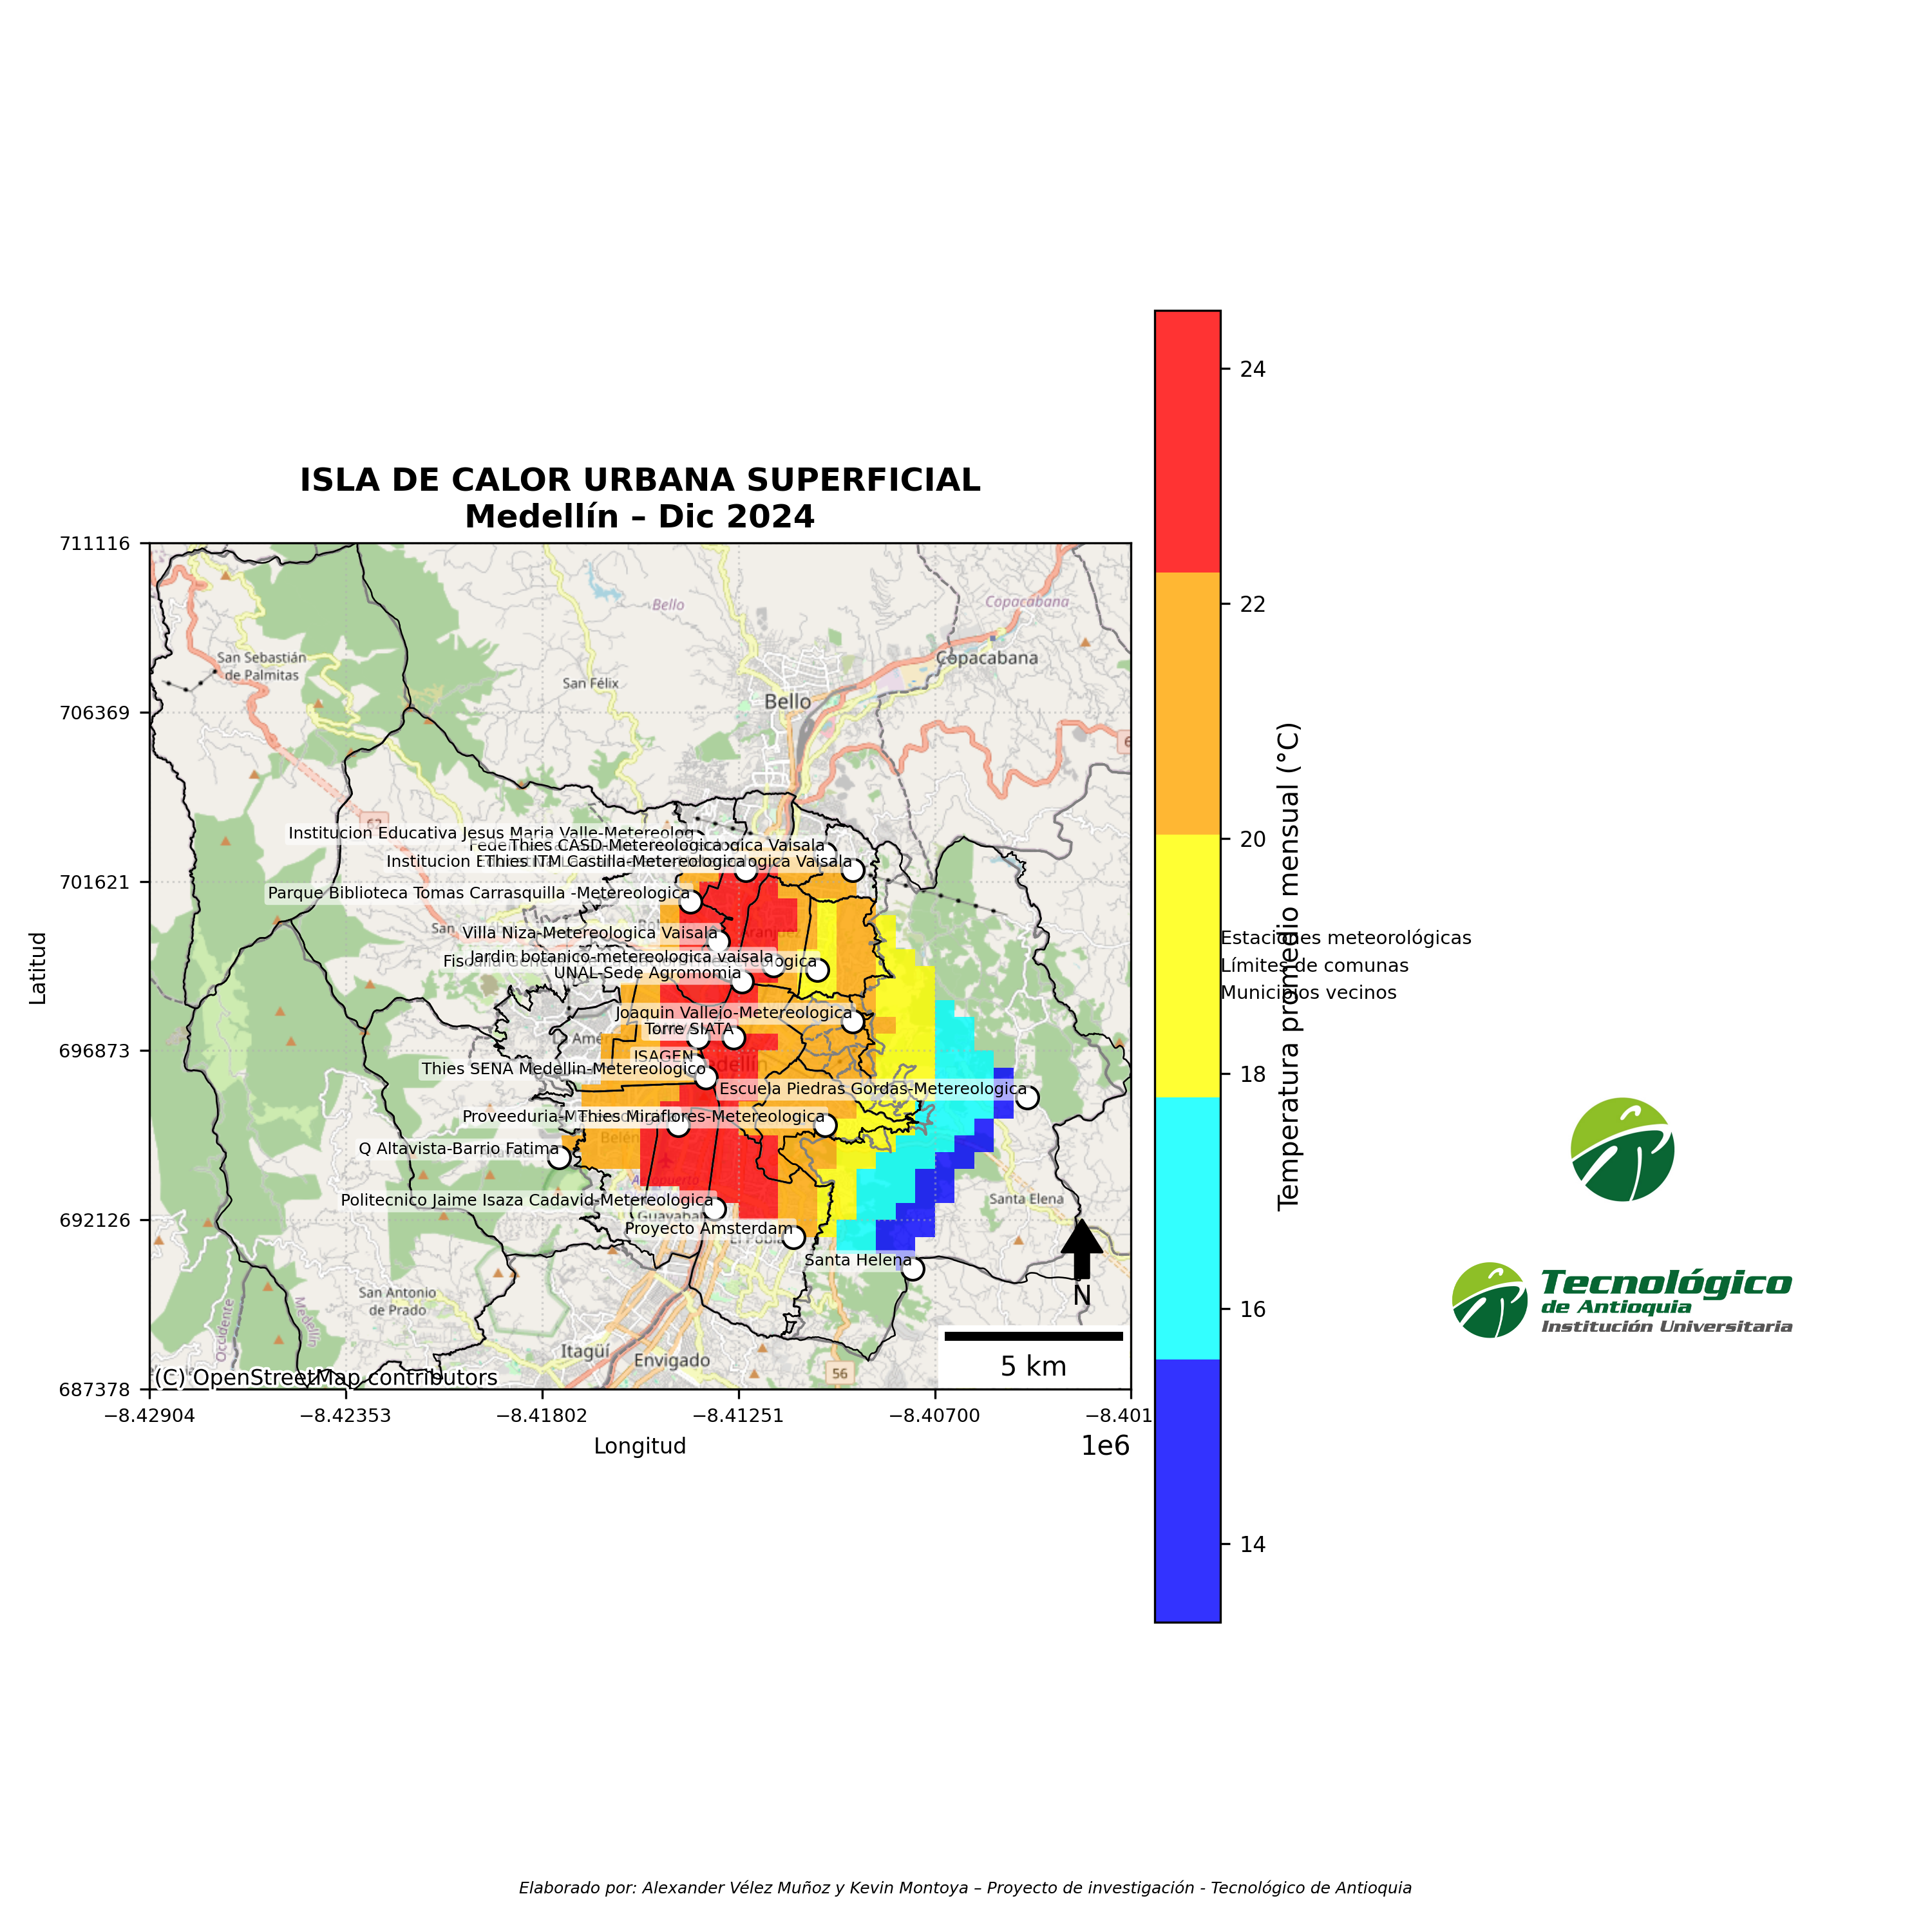 ISLA DE CALOR URBANA SUPERFICIAL
Medellín – Dic 2024
711116
706369
701621
696873
692126
687378
Latitud
San Sebastián
de Palmitas
San Félix
Bello
Bello
Copacabana
Copacabana
62
Institucion Educativa Jesus Maria Valle-Metereolog
Thies CASD-Metereologica
ogica Vaisala
Institucion E
Thies ITM Castilla-Metereologica
ogica Vaisala
Parque Biblioteca Tomas Carrasquilla -Metereologica
Villa Niza-Metereologica Vaisala
Jardin botanico-metereologica vaisala
UNAL-Sede Agromomia
Joaquin Vallejo-Metereologica
Torre SIATA
ISAGEN
Thies SENA Medellin-Metereologico
Escuela Piedras Gordas-Metereologica
Proveeduria-M
Thies Miraflores-Metereologica
Q Altavista-Barrio Fatima
Politecnico Jaime Isaza Cadavid-Metereologica
Proyecto Amsterdam
Santa Helena
Santa Elena
San Antonio
de Prado
Occidente
Medellín
Itagüí
Envigado
56
N
5 km
(C) OpenStreetMap contributors
−8.42904
−8.42353
−8.41802
−8.41251
−8.40700
−8.401
1e6
Longitud
24
22
20
18
16
14
Temperatura promedio mensual (°C)
Estaciones meteorológicas
Límites de comunas
Municipios vecinos
Tecnológico
de Antioquia
Institución Universitaria
Elaborado por: Alexander Vélez Muñoz y Kevin Montoya – Proyecto de investigación - Tecnológico de Antioquia